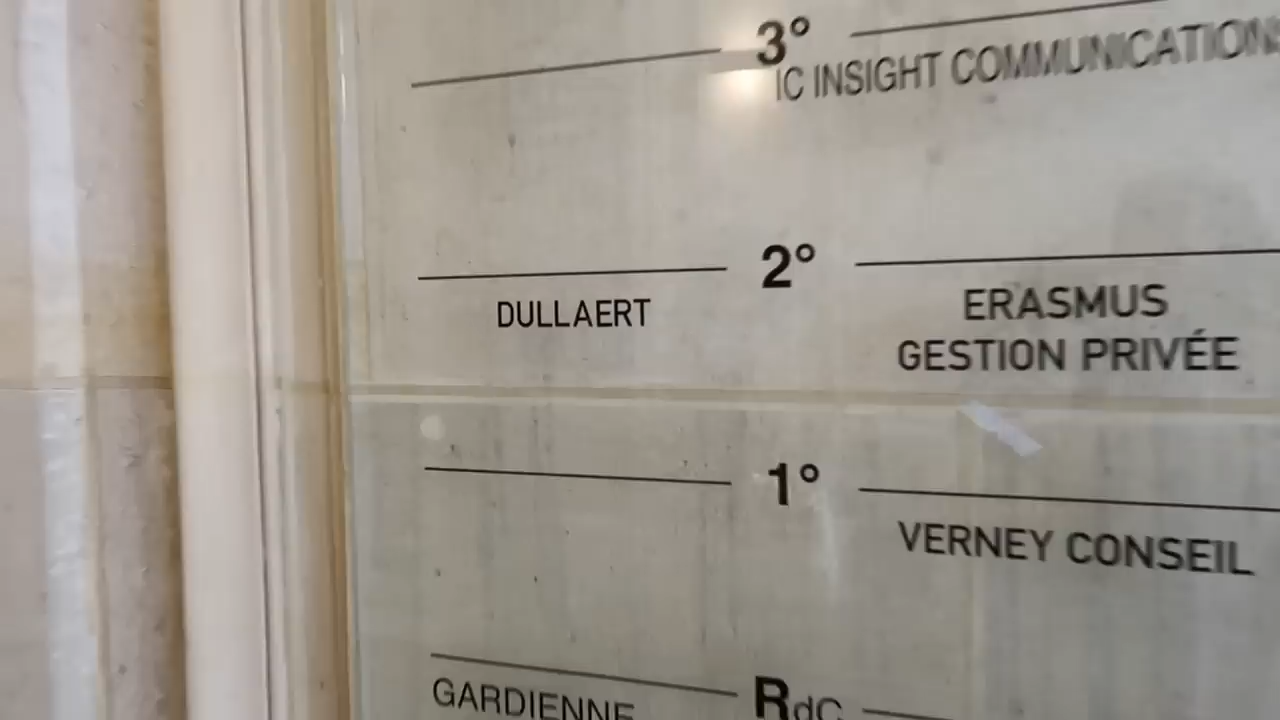 3°
IC INSIGHT COMMUNICATIONS
2°
DULLAERT
ERASMUS
GESTION PRIVÉE
1°
VERNEY CONSEIL
RdC
GARDIENNE